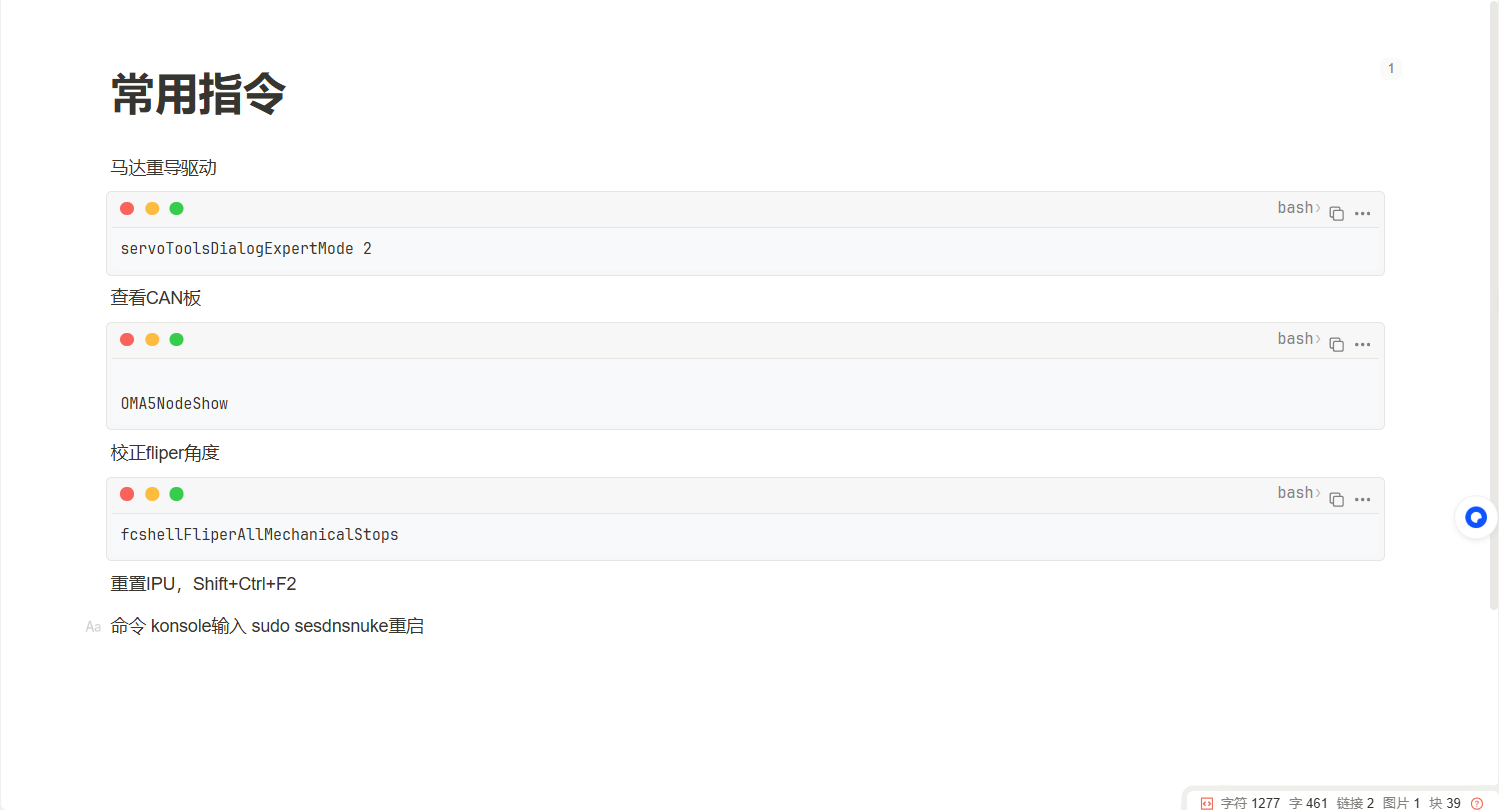 常用指令
1
马达重导驱动
bash
servoToolsDialogExpertMode 2
查看CAN板
bash
OMA5NodeShow
校正fliper角度
bash
fcshellFliperAllMechanicalStops
重置IPU，Shift+Ctrl+F2
Aa 命令 konsole输入 sudo sesdnsnuke重启
字符 1277 字 461 链接 2 图片 1 块 39